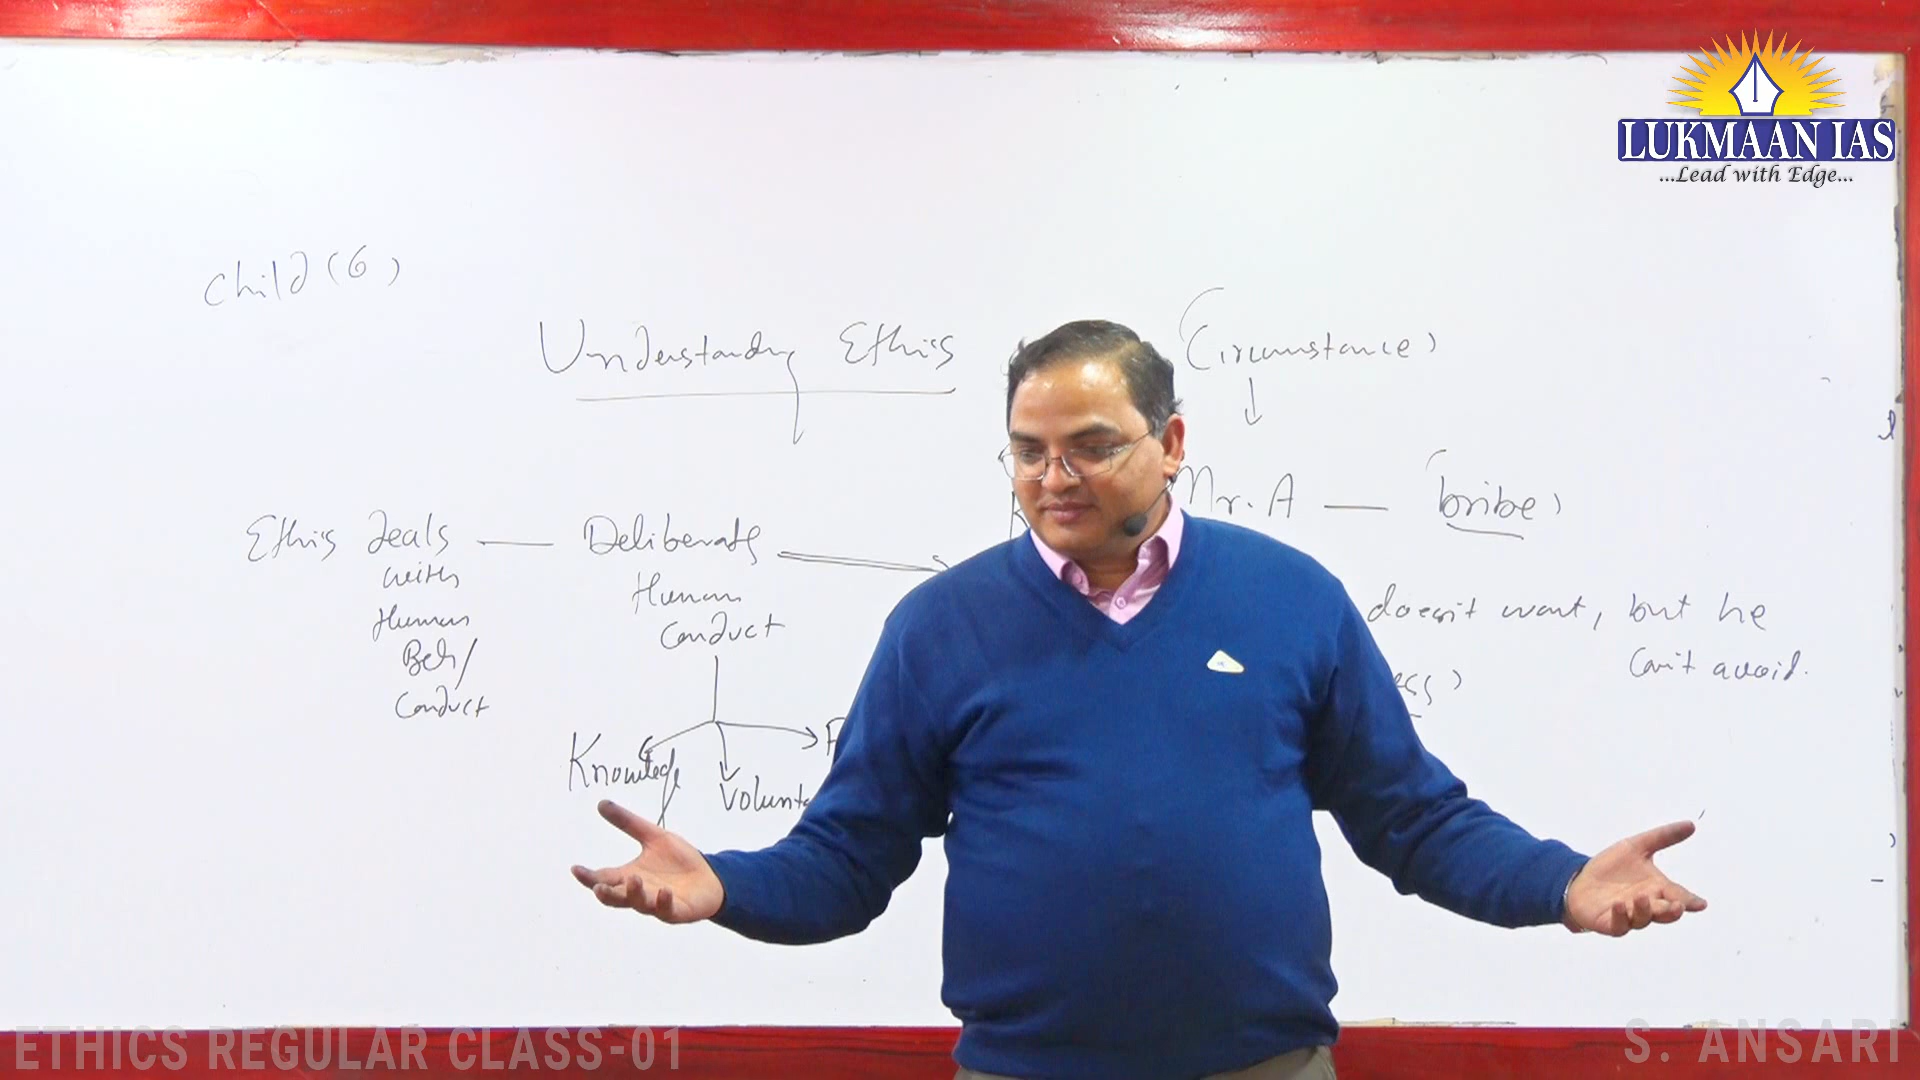 LUKMAAN IAS
...Lead with Edge...
Child (6)
Understanding Ethics
(Circumstance)
Mr. A — bribe)
Ethics deals — Deliberate
with
Human
Beh/
Conduct
Human
Conduct
doesn't want, but he
can't avoid.
Knowledge
Volunta
ETHICS REGULAR CLASS-01
S. ANSARI